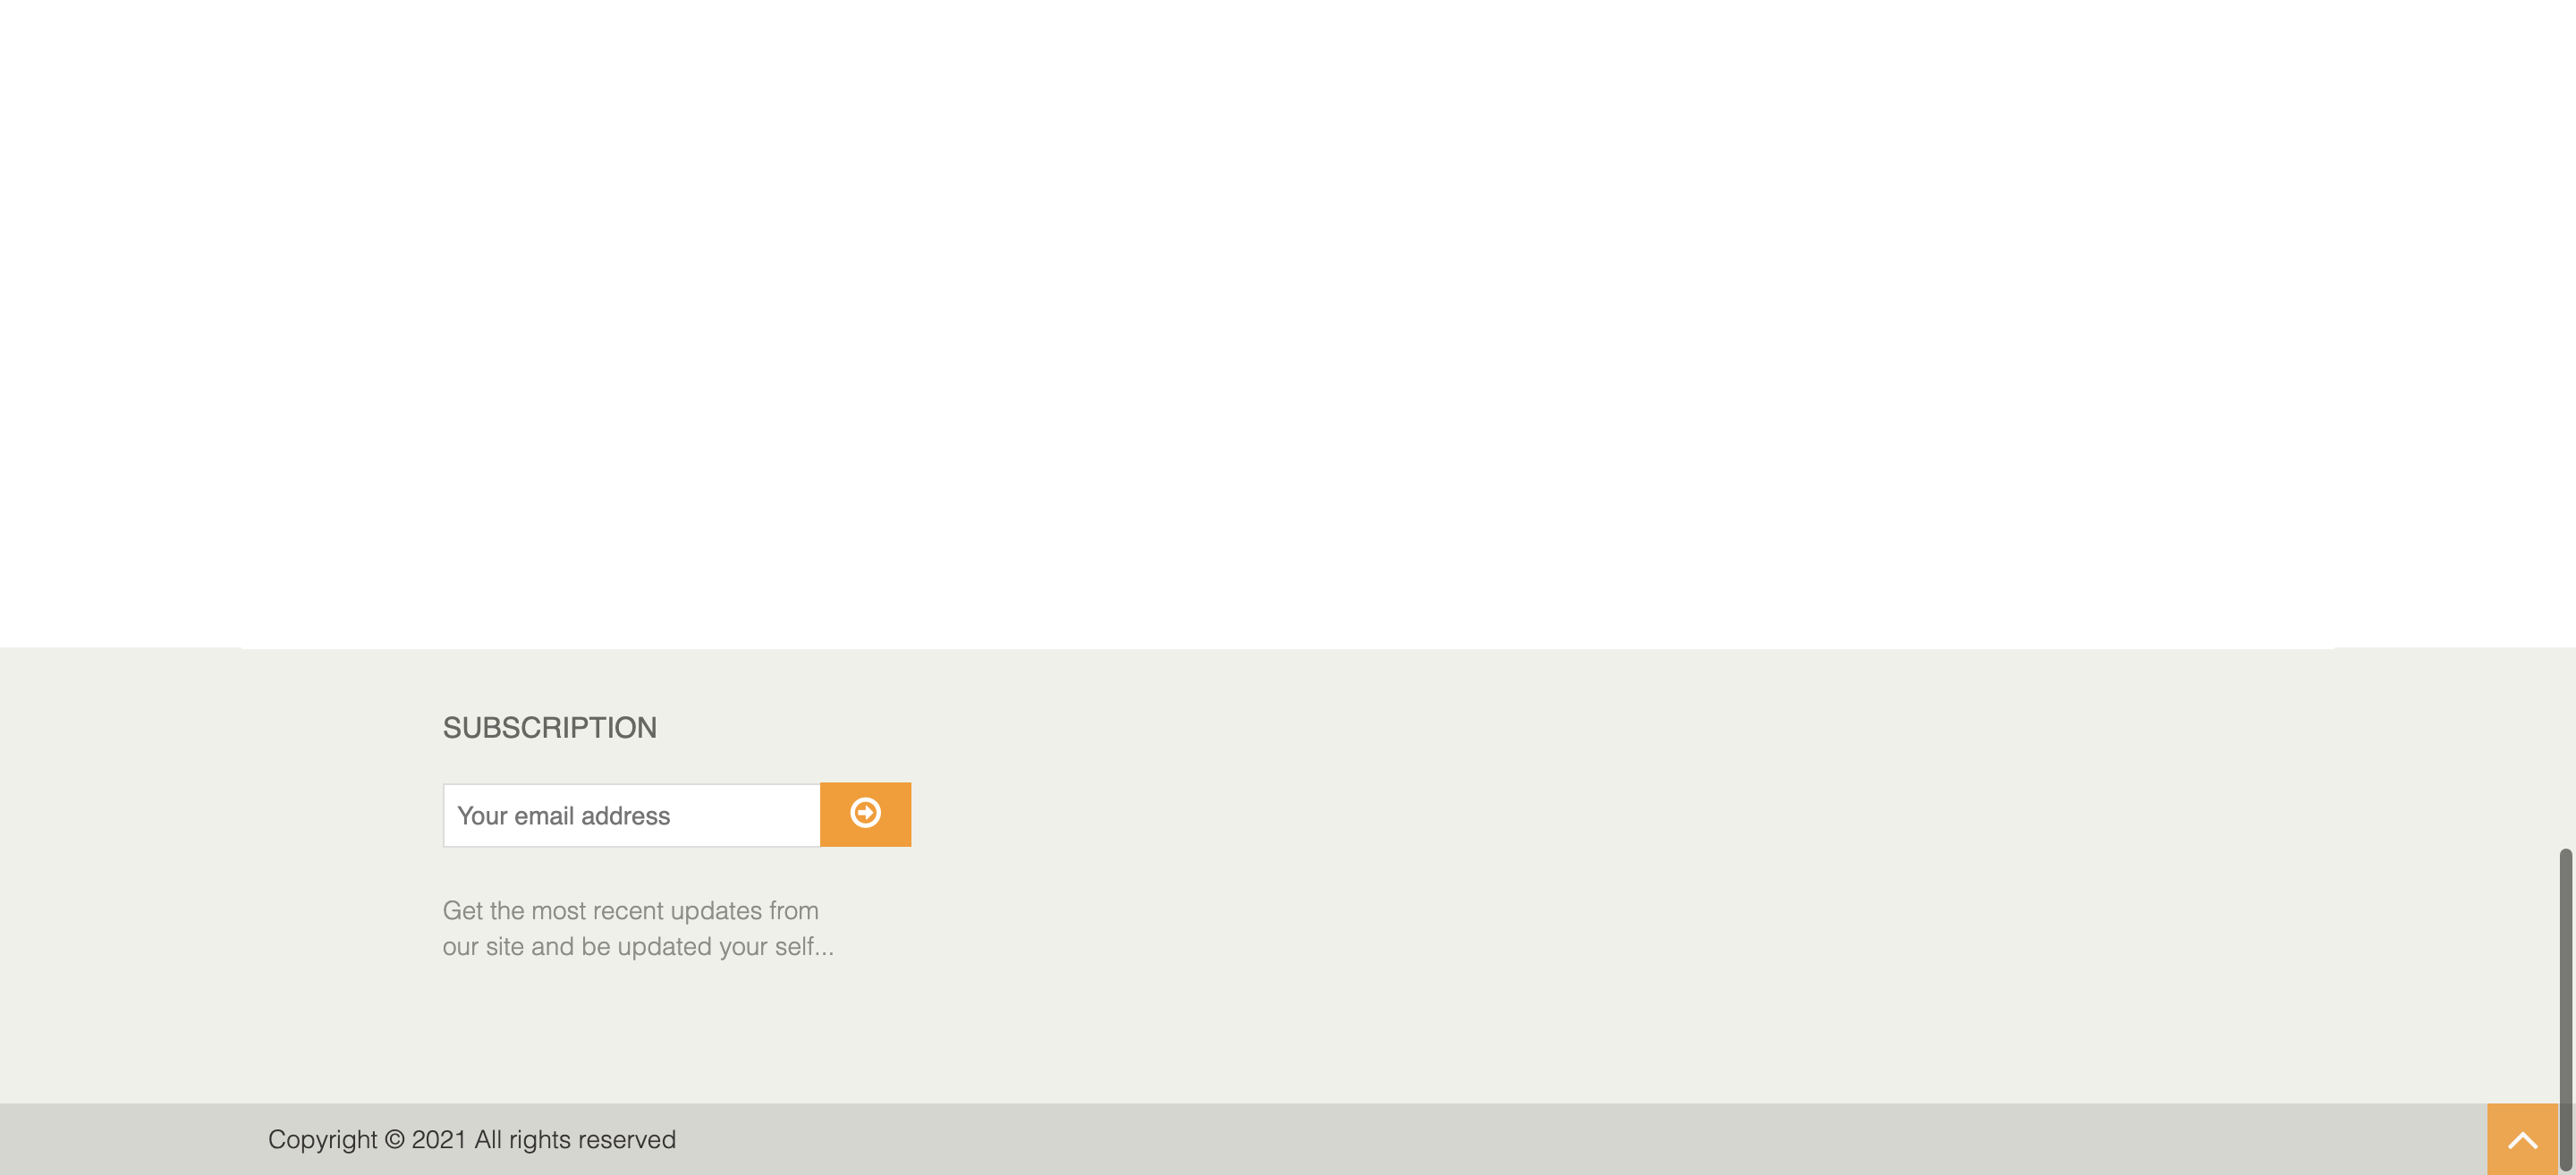 SUBSCRIPTION
Your email address
Get the most recent updates from
our site and be updated your self...
Copyright © 2021 All rights reserved